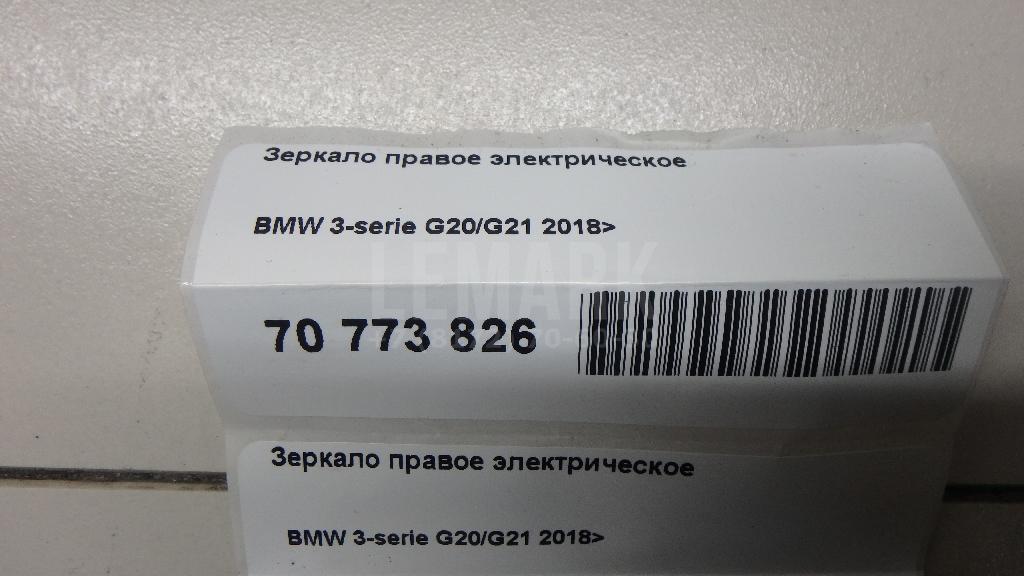 Зеркало правое электрическое
BMW 3-serie G20/G21 2018>
LEMARK
70 773 826
Зеркало правое электрическое
BMW 3-serie G20/G21 2018>